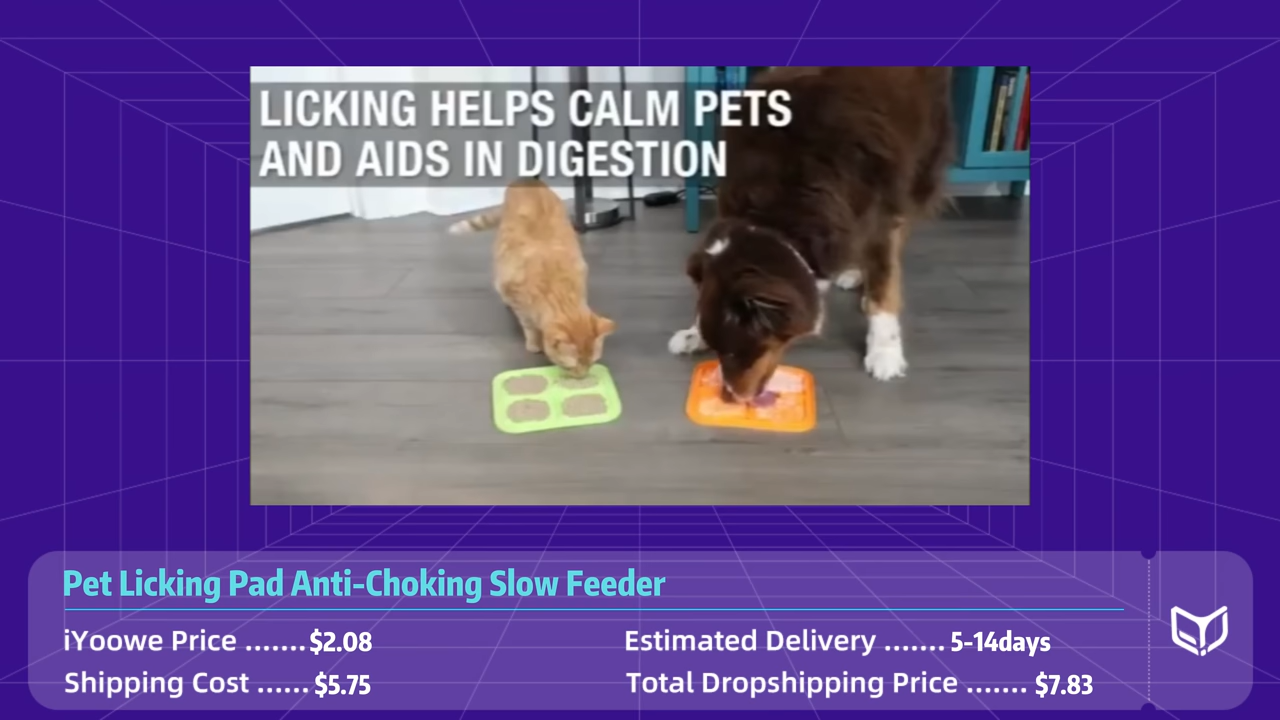 LICKING HELPS CALM PETS
AND AIDS IN DIGESTION
Pet Licking Pad Anti-Choking Slow Feeder
iYoowe Price .......$2.08
Estimated Delivery ....... 5-14days
Shipping Cost ...... $5.75
Total Dropshipping Price ....... $7.83